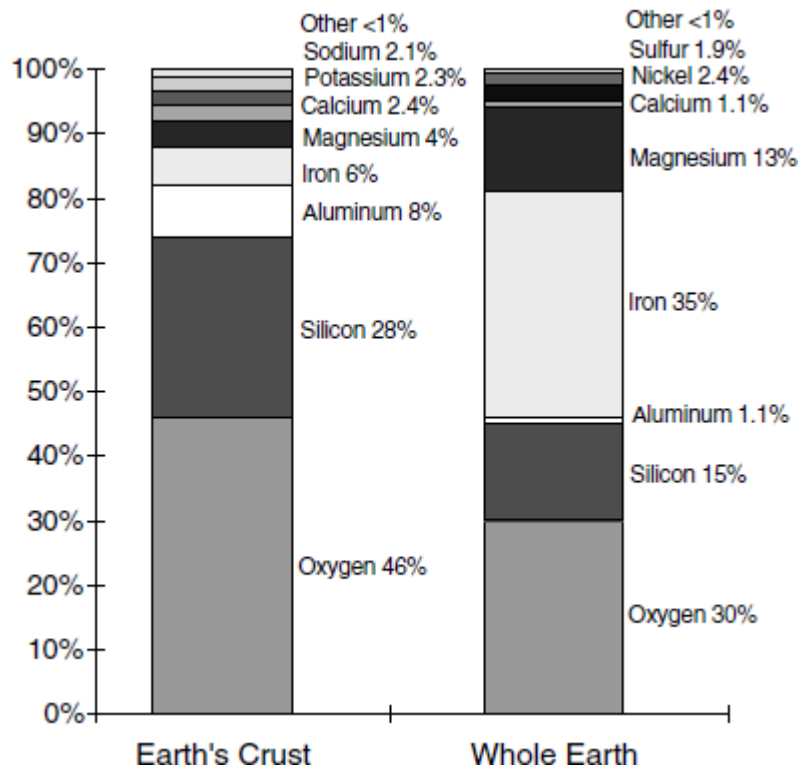 Other <1%
Sodium 2.1%
Potassium 2.3%
Calcium 2.4%
Magnesium 4%
Iron 6%
Aluminum 8%
Silicon 28%
Oxygen 46%
Other <1%
Sulfur 1.9%
Nickel 2.4%
Calcium 1.1%
Magnesium 13%
Iron 35%
Aluminum 1.1%
Silicon 15%
Oxygen 30%
100%
90%
80%
70%
60%
50%
40%
30%
20%
10%
0%
Earth's Crust
Whole Earth